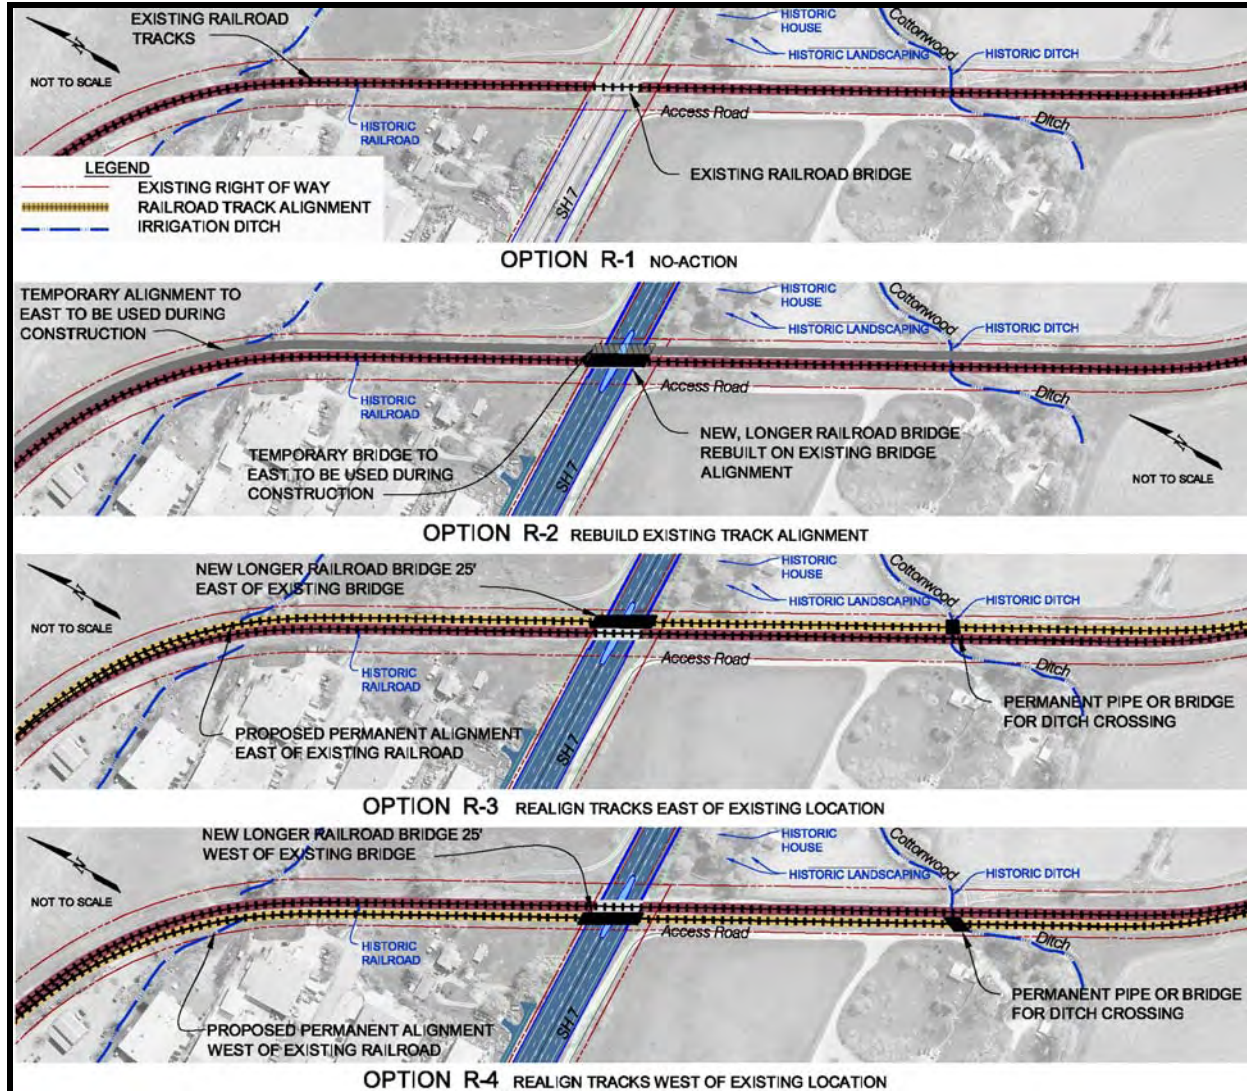 EXISTING RAILROAD
TRACKS
N
NOT TO SCALE
HISTORIC
HOUSE
HISTORIC LANDSCAPING
Cottonwood
HISTORIC DITCH
HISTORIC
RAILROAD
Access Road
Ditch
EXISTING RAILROAD BRIDGE
SH 7
LEGEND
EXISTING RIGHT OF WAY
RAILROAD TRACK ALIGNMENT
IRRIGATION DITCH
OPTION R-1 NO-ACTION
TEMPORARY ALIGNMENT TO
EAST TO BE USED DURING
CONSTRUCTION
HISTORIC
HOUSE
HISTORIC LANDSCAPING
Cottonwood
HISTORIC DITCH
HISTORIC
RAILROAD
Access Road
Ditch
TEMPORARY BRIDGE TO
EAST TO BE USED DURING
CONSTRUCTION
SH 7
NEW, LONGER RAILROAD BRIDGE
REBUILT ON EXISTING BRIDGE
ALIGNMENT
N
NOT TO SCALE
OPTION R-2 REBUILD EXISTING TRACK ALIGNMENT
NEW LONGER RAILROAD BRIDGE 25'
EAST OF EXISTING BRIDGE
N
NOT TO SCALE
HISTORIC
HOUSE
HISTORIC LANDSCAPING
Cottonwood
HISTORIC DITCH
HISTORIC
RAILROAD
Access Road
Ditch
PROPOSED PERMANENT ALIGNMENT
EAST OF EXISTING RAILROAD
SH 7
PERMANENT PIPE OR BRIDGE
FOR DITCH CROSSING
OPTION R-3 REALIGN TRACKS EAST OF EXISTING LOCATION
NEW LONGER RAILROAD BRIDGE 25'
WEST OF EXISTING BRIDGE
N
NOT TO SCALE
HISTORIC
HOUSE
HISTORIC LANDSCAPING
Cottonwood
HISTORIC DITCH
HISTORIC
RAILROAD
Access Road
Ditch
PROPOSED PERMANENT ALIGNMENT
WEST OF EXISTING RAILROAD
SH 7
PERMANENT PIPE OR BRIDGE
FOR DITCH CROSSING
OPTION R-4 REALIGN TRACKS WEST OF EXISTING LOCATION